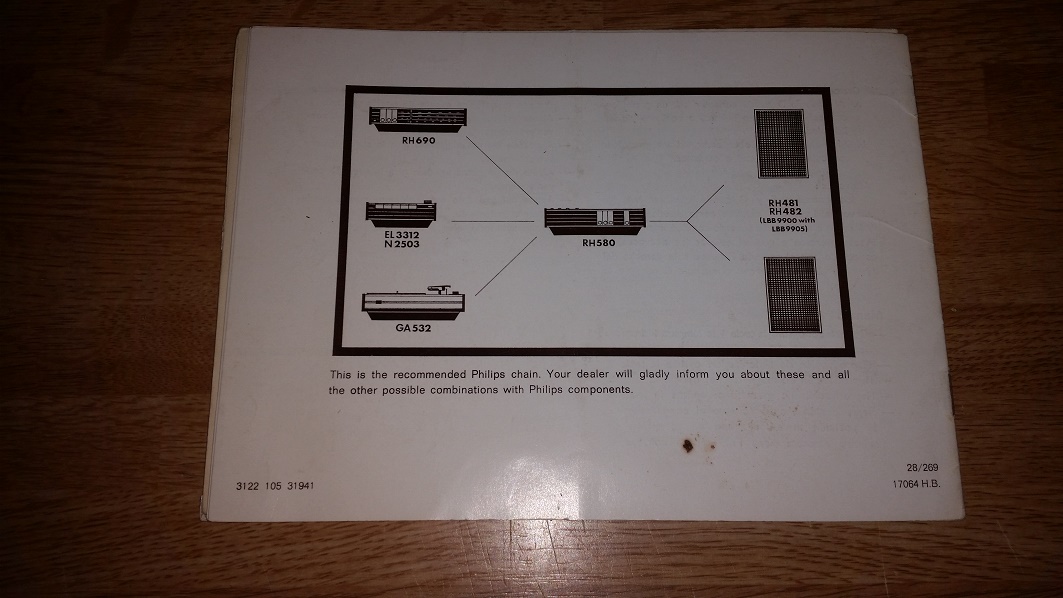 RH690
EL3312
N2503
GA532
RH580
RH481
RH482
(LBB9900 with
LBB9905)
This is the recommended Philips chain. Your dealer will gladly inform you about these and all
the other possible combinations with Philips components.
3122 105 31941
28/269
17064 H.B.